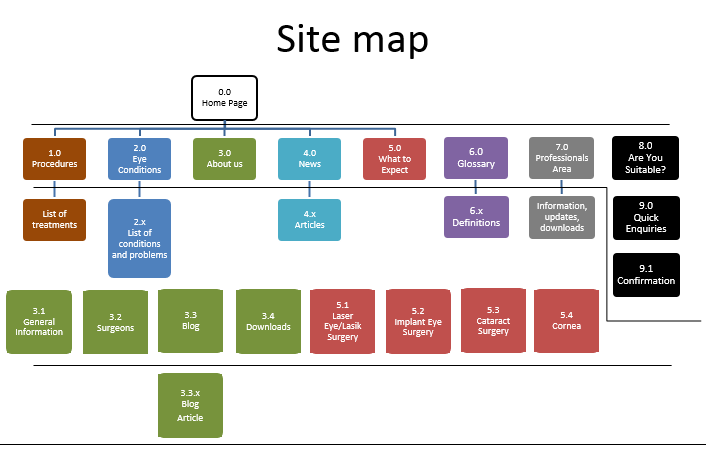 Site map
0.0
Home Page
1.0
Procedures
2.0
Eye
Conditions
3.0
About us
4.0
News
5.0
What to
Expect
6.0
Glossary
7.0
Professionals
Area
8.0
Are You
Suitable?
List of
treatments
2.x
List of
conditions
and problems
4.x
Articles
6.x
Definitions
Information,
updates,
downloads
9.0
Quick
Enquiries
9.1
Confirmation
3.1
General
Information
3.2
Surgeons
3.3
Blog
3.4
Downloads
5.1
Laser
Eye/Lasik
Surgery
5.2
Implant Eye
Surgery
5.3
Cataract
Surgery
5.4
Cornea
3.3.x
Blog
Article